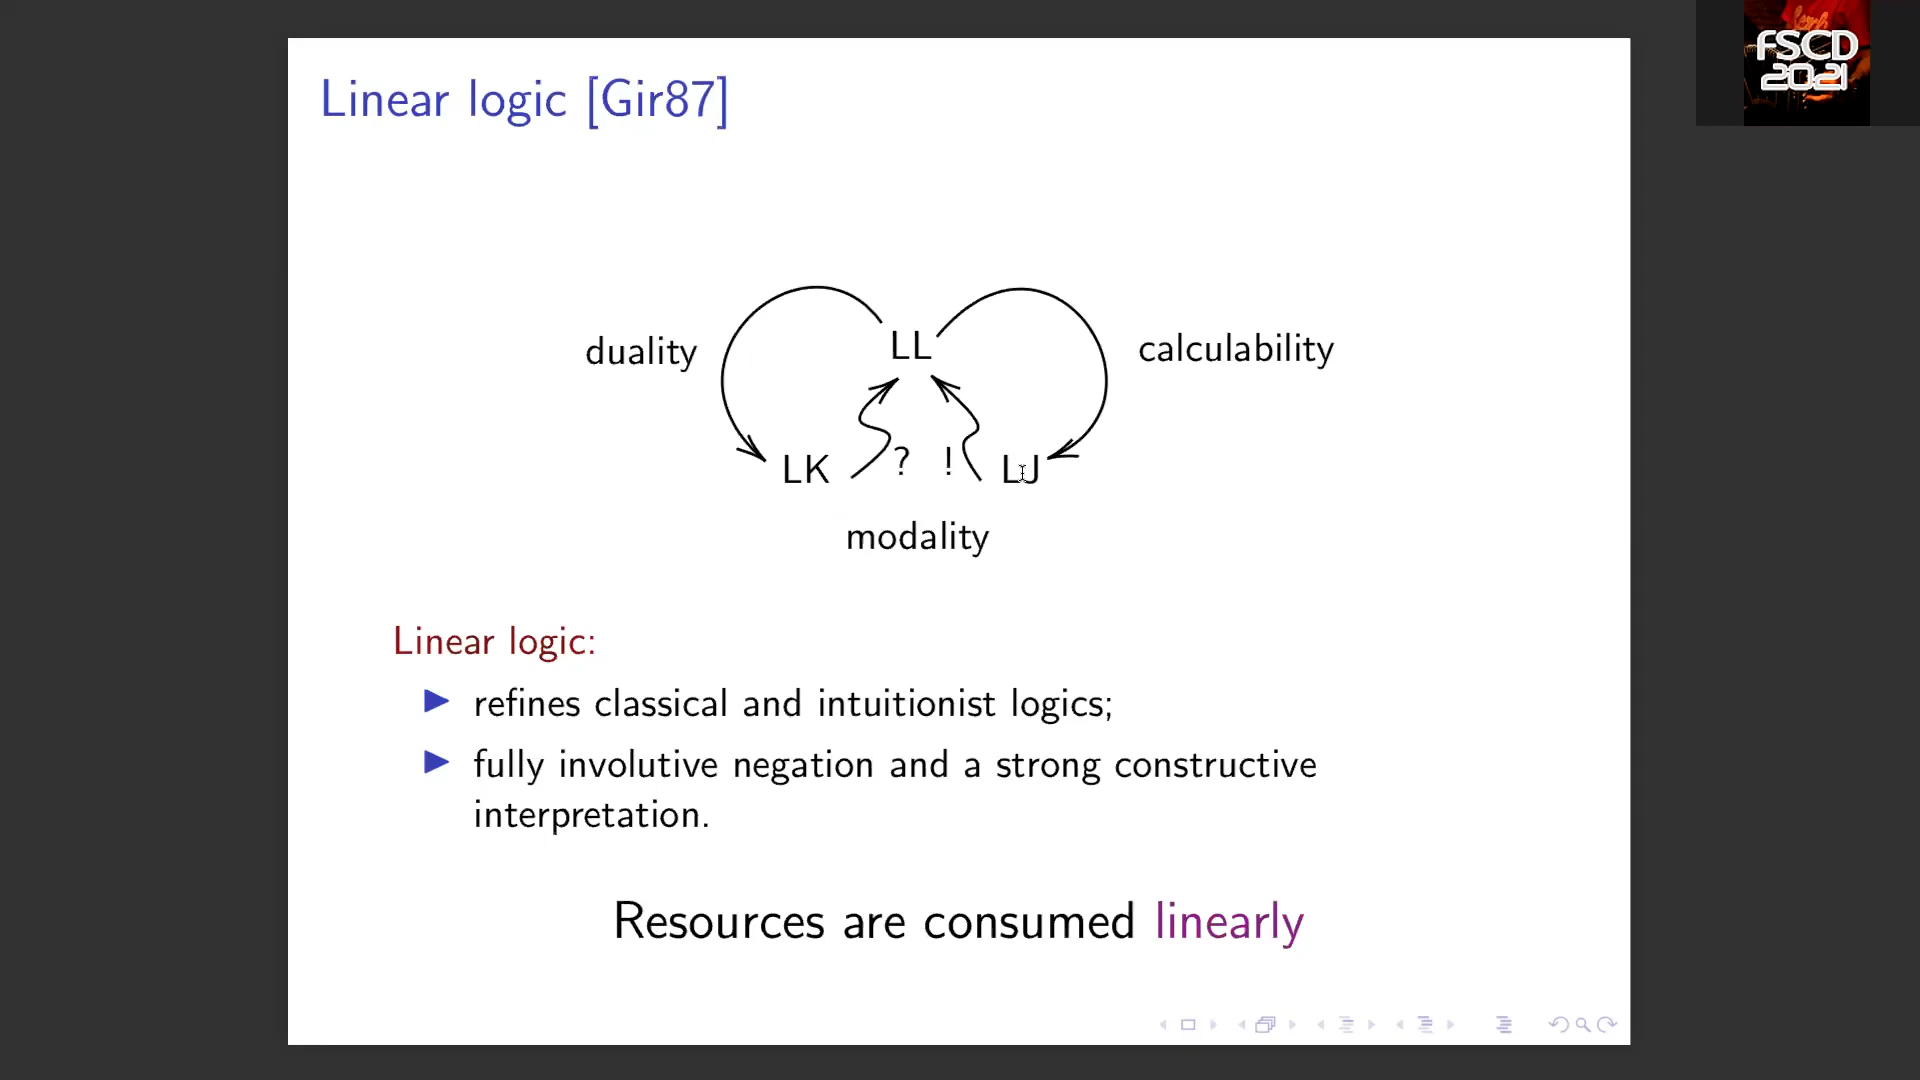 Linear logic [Gir87]
FSCD
2021
duality
LL
calculability
LK
?
!
LJ
modality
Linear logic:
refines classical and intuitionist logics;
fully involutive negation and a strong constructive
interpretation.
Resources are consumed linearly